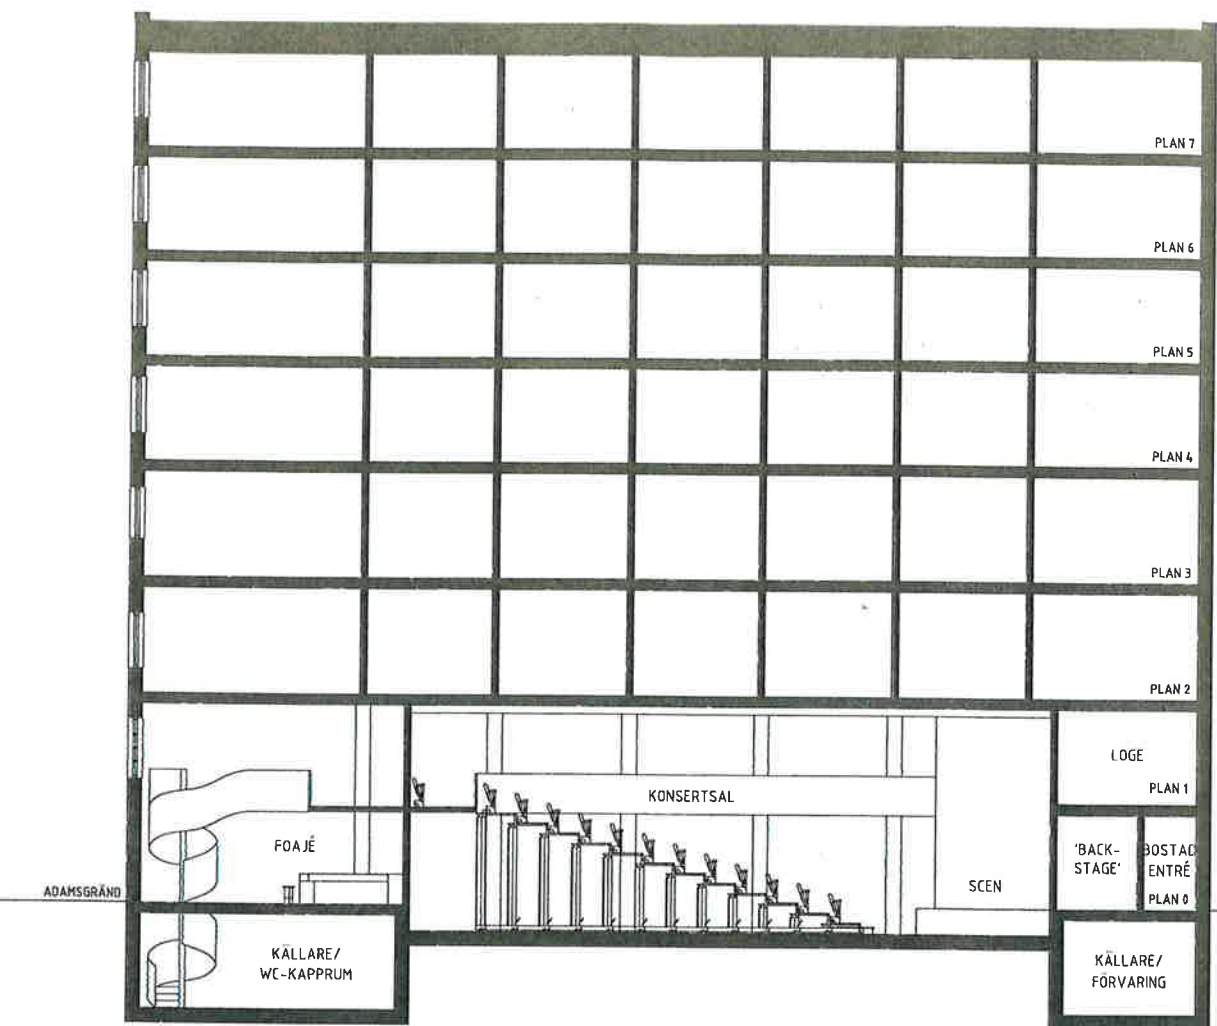 PLAN 7
PLAN 6
PLAN 5
PLAN 4
PLAN 3
PLAN 2
LOGE
PLAN 1
KONSERTSAL
FOAJÉ
'BACK-
STAGE'
BOSTAD
ENTRÉ
PLAN 0
SCEN
ADAMSGRÄND
KÄLLARE/
WC-KAPPRUM
KÄLLARE/
FÖRVARING